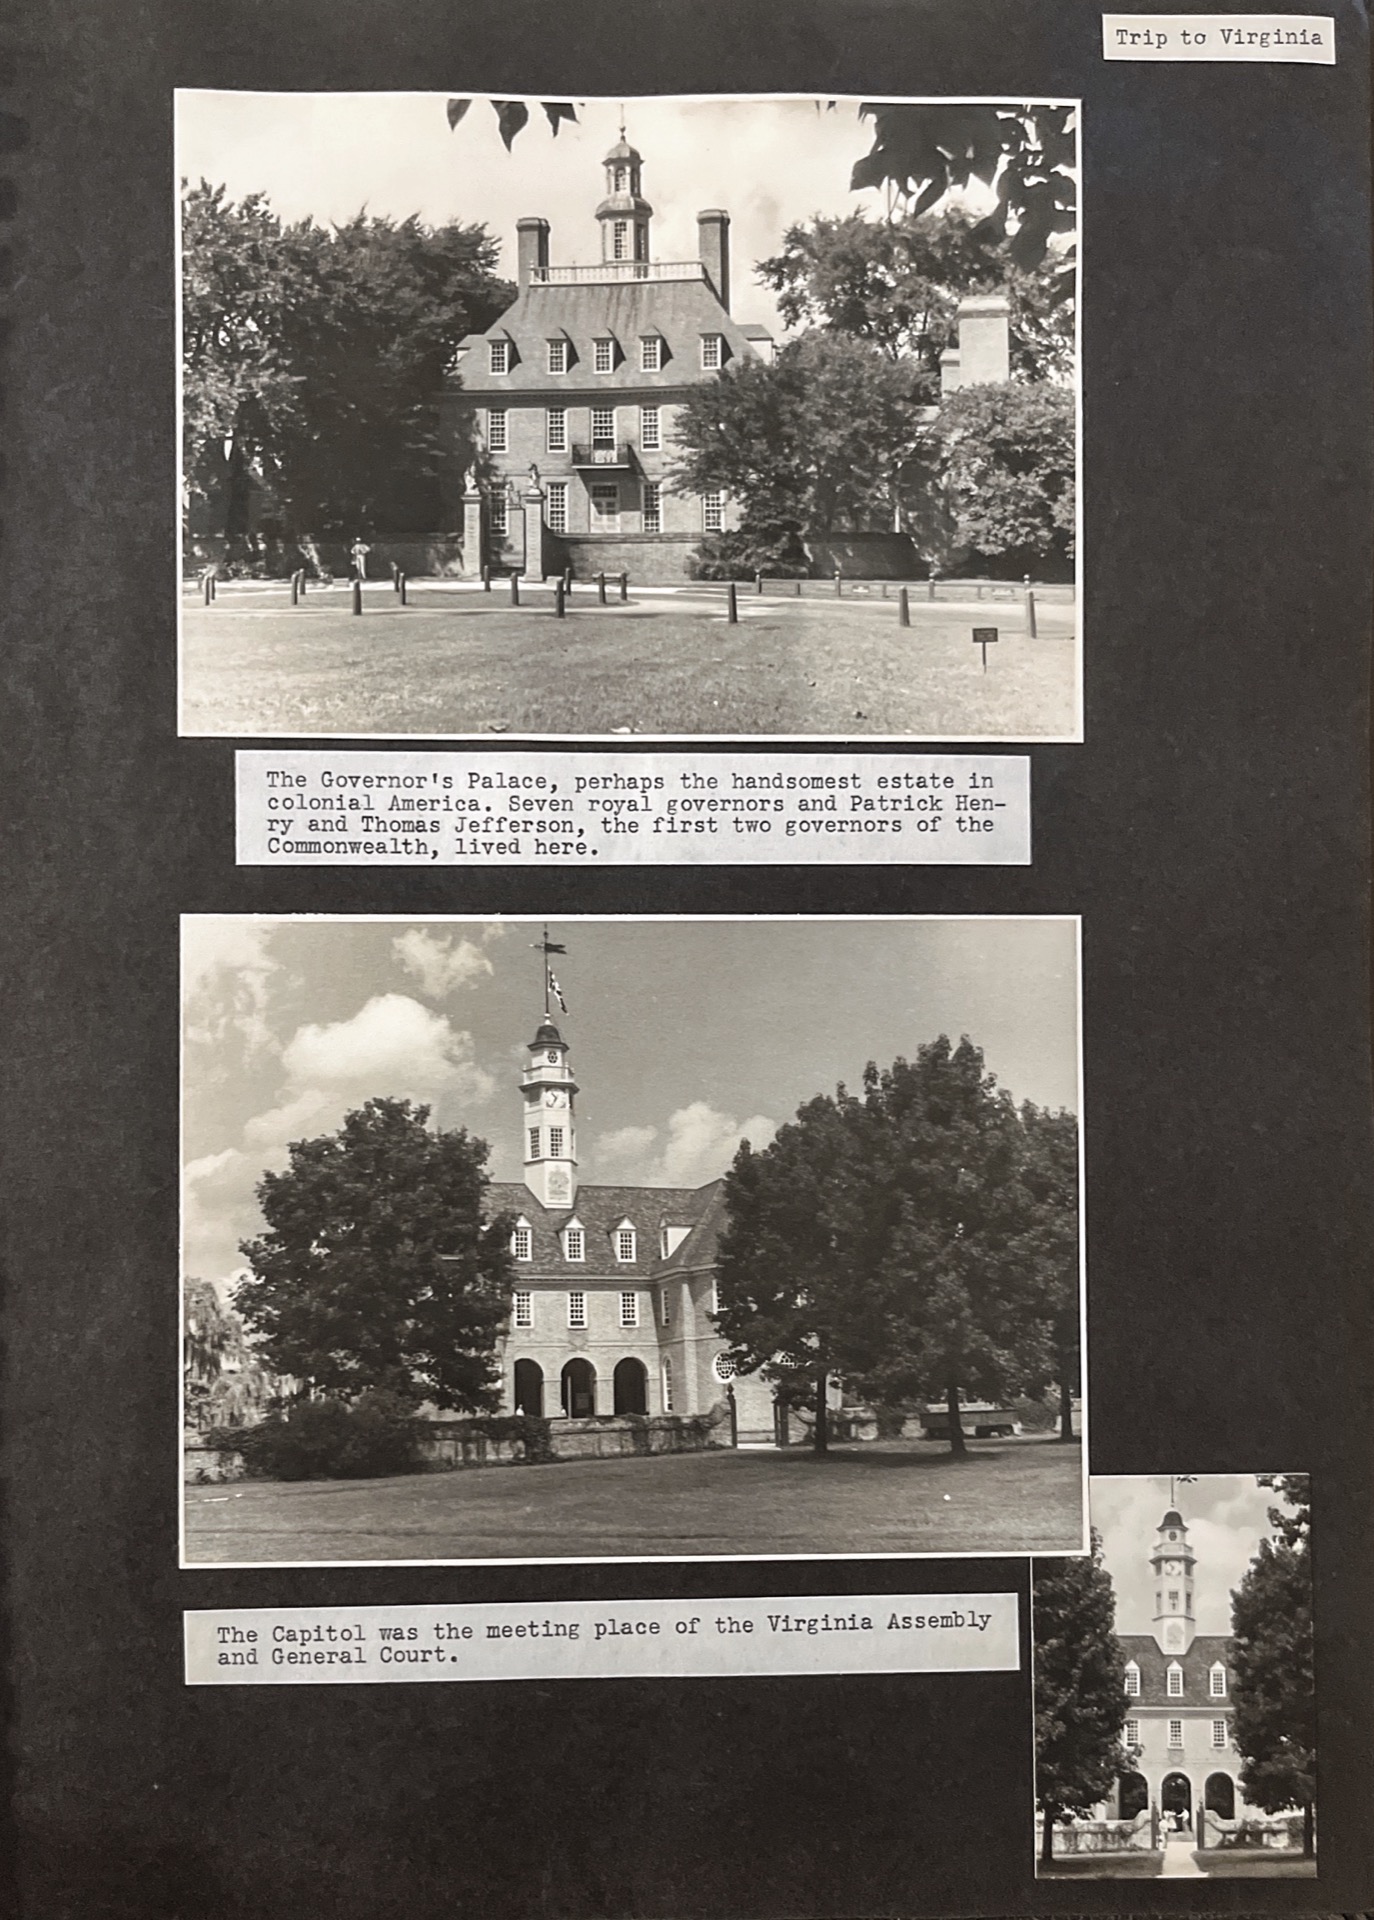 Trip to Virginia
The Governor's Palace, perhaps the handsomest estate in
colonial America. Seven royal governors and Patrick Hen-
ry and Thomas Jefferson, the first two governors of the
Commonwealth, lived here.
The Capitol was the meeting place of the Virginia Assembly
and General Court.